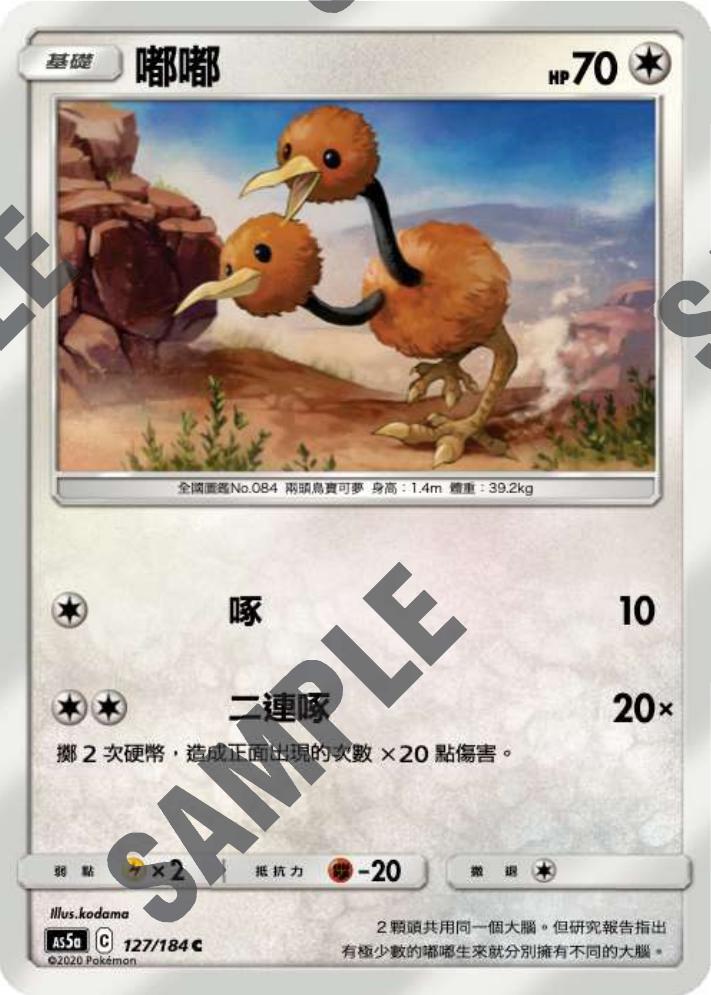 基礎
嘟嘟
HP70
全國圖鑑No.084 兩頭鳥寶可夢 身高：1.4m 體重：39.2kg
啄 10
二連啄 20×
擲 2 次硬幣，造成正面出現的次數 ×20 點傷害。
弱點 ×2 抵抗力 -20 撤退
Illus.kodama
AS5a C 127/184 C
©2020 Pokémon
2顆頭共用同一個大腦。但研究報告指出
有極少數的嘟嘟生來就分別擁有不同的大腦。
SAMPLE